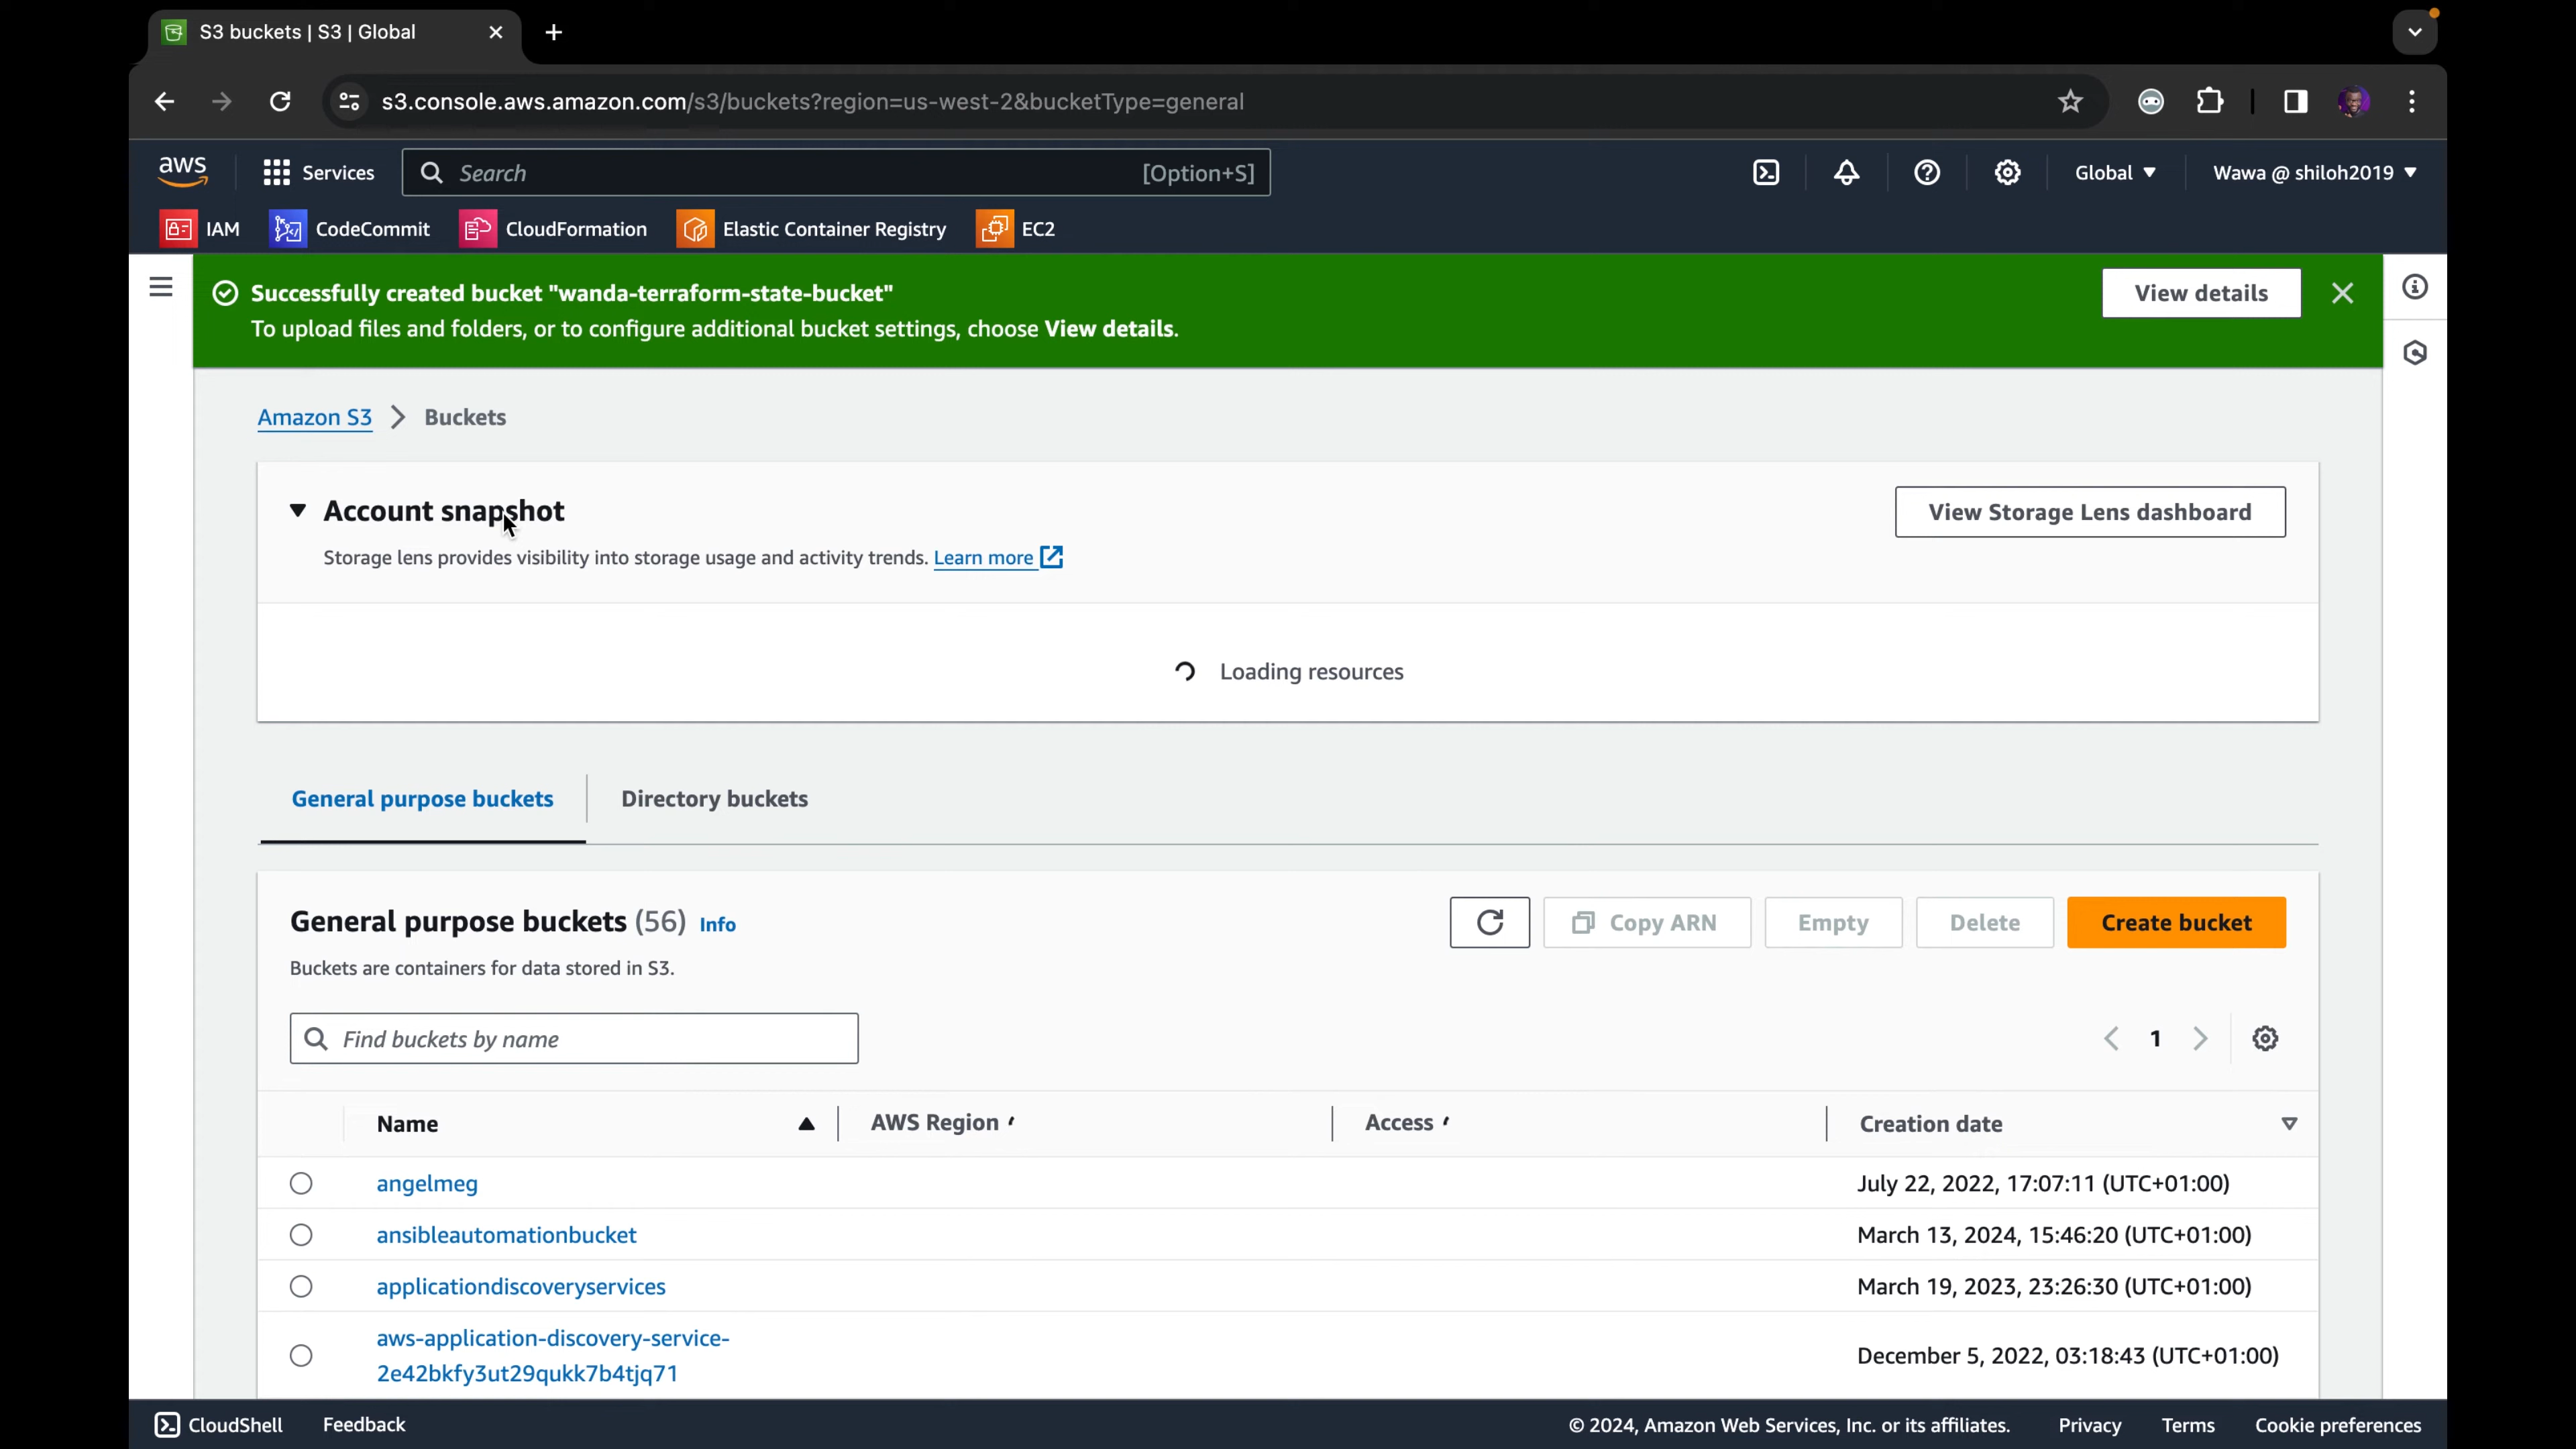 S3 buckets | S3 | Global
s3.console.aws.amazon.com/s3/buckets?region=us-west-2&bucketType=general
aws
Services
Search
[Option+S]
Global
Wawa @ shiloh2019
IAM
CodeCommit
CloudFormation
Elastic Container Registry
EC2
Successfully created bucket "wanda-terraform-state-bucket"
To upload files and folders, or to configure additional bucket settings, choose View details.
View details
Amazon S3
Buckets
Account snapshot
Storage lens provides visibility into storage usage and activity trends. Learn more
View Storage Lens dashboard
Loading resources
General purpose buckets
Directory buckets
General purpose buckets (56) Info
Buckets are containers for data stored in S3.
Copy ARN
Empty
Delete
Create bucket
Find buckets by name
1
Name
AWS Region
Access
Creation date
angelmeg
July 22, 2022, 17:07:11 (UTC+01:00)
ansibleautomationbucket
March 13, 2024, 15:46:20 (UTC+01:00)
applicationdiscoveryservices
March 19, 2023, 23:26:30 (UTC+01:00)
aws-application-discovery-service-
2e42bkfy3ut29qukk7b4tjq71
December 5, 2022, 03:18:43 (UTC+01:00)
CloudShell
Feedback
© 2024, Amazon Web Services, Inc. or its affiliates.
Privacy
Terms
Cookie preferences